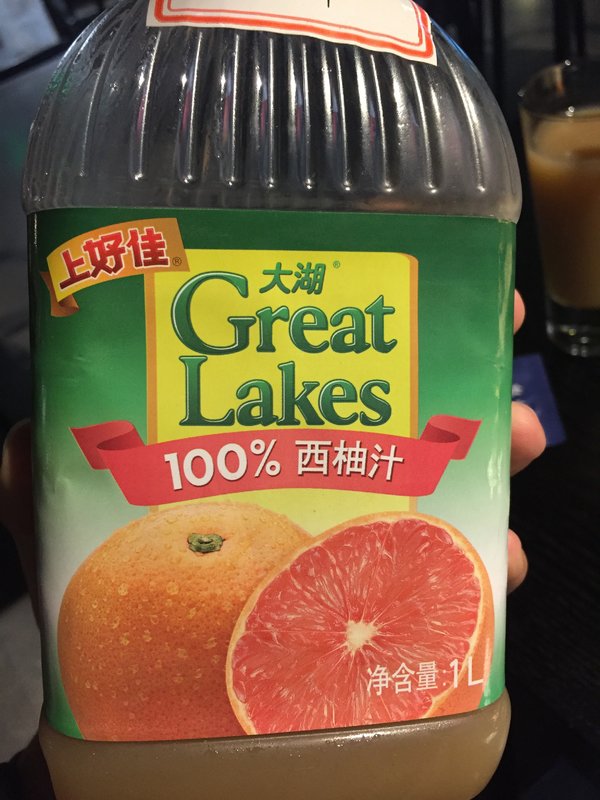 上好佳®
大湖®
Great
Lakes
100% 西柚汁
净含量:1L